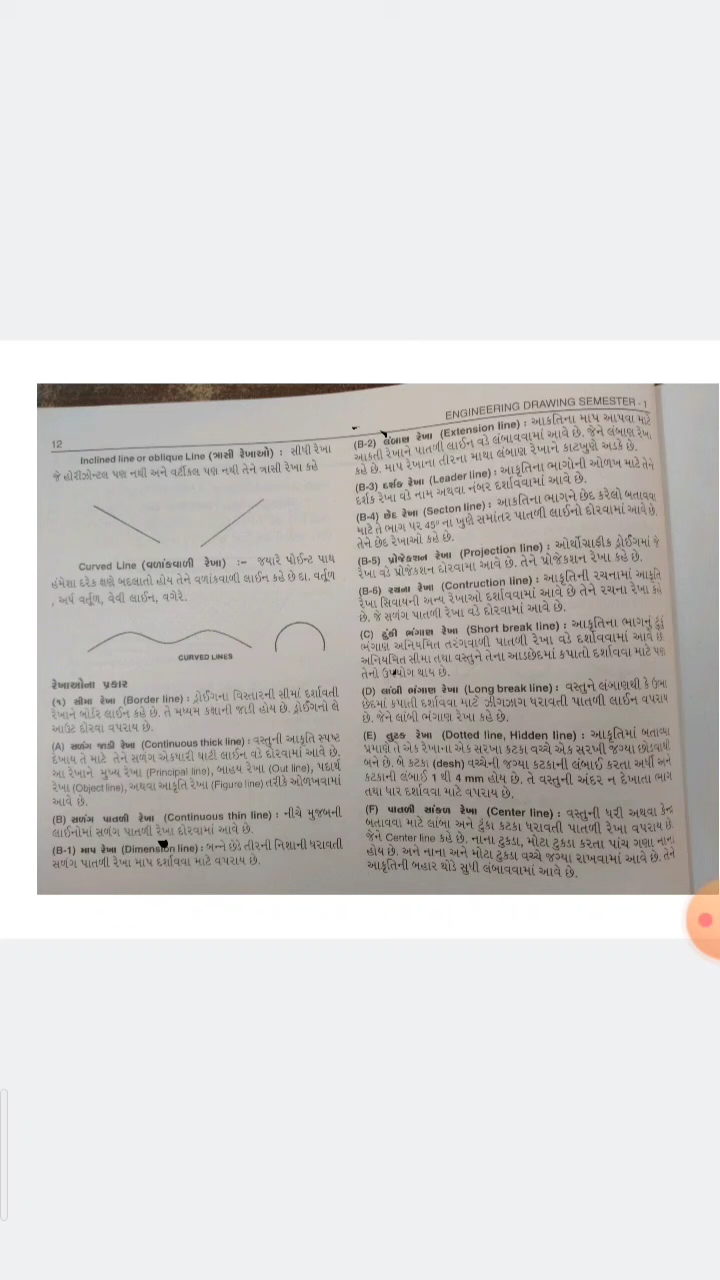 ENGINEERING DRAWING SEMESTER - 1
12
Inclined line or oblique Line (ત્રાસી રેખાઓ) : સીધી રેખા
જે હોરીઝોન્ટલ પણ નથી અને વર્ટીકલ પણ નથી તેને ત્રાસી રેખા કહે
Curved Line (વળાંકવાળી રેખા) :– જયારે પોઈન્ટ પાથ
હંમેશા દરેક ક્ષણે બદલાતો હોય તેને વળાંકવાળી લાઈન કહે છે દા. વર્તૂળ
, અર્ધ વર્તૂળ, વેવી લાઈન, વગેરે.
CURVED LINES
રેખાઓના પ્રકાર
(૧) સીમા રેખા (Border line) : ડ્રોઈંગના વિસ્તારની સીમાં દર્શાવતી
રેખાને બોર્ડર લાઈન કહે છે. તે મધ્યમ કક્ષાની જાડી હોય છે. ડ્રોઈંગનો લે
આઉટ દોરવા વપરાય છે.
(A) સળંગ જાડી રેખા (Continuous thick line) : વસ્તુની આકૃતિ સ્પષ્ટ
દેખાય તે માટે તેને સળંગ એકધારી ઘાટી લાઈન વડે દોરવામાં આવે છે.
આ રેખાને મુખ્ય રેખા (Principal line), બાહય રેખા (Out line), પદાર્થ
રેખા (Object line), અથવા આકૃતિ રેખા (Figure line) તરીકે ઓળખવામાં
આવે છે.
(B) સળંગ પાતળી રેખા (Continuous thin line) : નીચે મુજબની
લાઈનોમાં સળંગ પાતળી રેખા દોરવામાં આવે છે.
(B-1) માપ રેખા (Dimension line) : બન્ને છેડે તીરની નિશાની ધરાવતી
સળંગ પાતળી રેખા માપ દર્શાવવા માટે વપરાય છે.
(B-2) લંબાણ રેખા (Extension line) : આકતિના માપ આપવા માટે
આકતી રેખાને પાતળી લાઈન વડે લંબાવવામાં આવે છે. જેને લંબાણ રેખા
કહે છે. માપ રેખાના તીરના માથા લંબાણ રેખાને કાટખુણે અડકે છે.
(B-3) દર્શક રેખા (Leader line) : આકૃતિના ભાગોની ઓળખ માટે તેને
દર્શક રેખા વડે નામ અથવા નંબર દર્શાવવામાં આવે છે.
(B-4) છેદ રેખા (Secton line) : આકતિના ભાગને છેદ કરેલો બતાવવા
માટે તે ભાગ પર 45º ના ખુણે સમાંતર પાતળી લાઈનો દોરવામાં આવે છે.
તેને છેદ રેખાઓ કહે છે.
(B-5) પ્રોજેકશન રેખા (Projection line) : ઓર્થોગ્રાફીક ડ્રોઈંગમાં જે
રેખા વડે પ્રોજેકશન દોરવામા આવે છે. તેને પ્રોજેકશન રેખા કહે છે.
(B-6) રચના રેખા (Contruction line) : આકૃતિની રચનામાં આકૃતિ
રેખા સિવાયની અન્ય રેખાઓ દર્શાવવામાં આવે છે તેને રચના રેખા કહે
છે. જે સળંગ પાતળી રેખા વડે દોરવામાં આવે છે.
(C) ટૂંકી ભંગાણ રેખા (Short break line) : આકૃતિના ભાગનું ટૂંકું
ભંગાણ અનિયમિત તરંગવાળી પાતળી રેખા વડે દર્શાવવામાં આવે છે.
અનિયમિત સીમા તથા વસ્તુને તેના આડછેદમાં કપાતો દર્શાવવા માટે પણ
તેનો ઉપયોગ થાય છે.
(D) લાંબી ભંગાણ રેખા (Long break line) : વસ્તુને લંબાણથી કે ઉભા
છેદમાં કપાતી દર્શાવવા માટે ઝીગઝાગ ધરાવતી પાતળી લાઈન વપરાય
છે. જેને લાંબી ભંગાણ રેખા કહે છે.
(E) તુટક રેખા (Dotted line, Hidden line) : આકૃતિમાં બતાવ્યા
પ્રમાણે તે એક રેખાના એક સરખા કટકા વચ્ચે એક સરખી જગ્યા છોડવાથી
બને છે. બે કટકા (desh) વચ્ચેની જગ્યા કટકાની લંબાઈ કરતા અર્ધી અને
કટકાની લંબાઈ 1 થી 4 mm હોય છે. તે વસ્તુની અંદર ન દેખાતા ભાગ
તથા ધાર દર્શાવવા માટે વપરાય છે.
(F) પાતળી સાંકળ રેખા (Center line) : વસ્તુની ધરી અથવા કેન્દ્ર
બતાવવા માટે લાંબા અને ટુંકા કટકા ધરાવતી પાતળી રેખા વપરાય છે.
જેને Center line કહે છે. નાના ટુકડા, મોટા ટુકડા કરતા પાંચ ગણા નાના
હોય છે. અને નાના અને મોટા ટુકડા વચ્ચે જગ્યા રાખવામાં આવે છે. તેને
આકૃતિની બહાર થોડે સુધી લંબાવવામાં આવે છે.